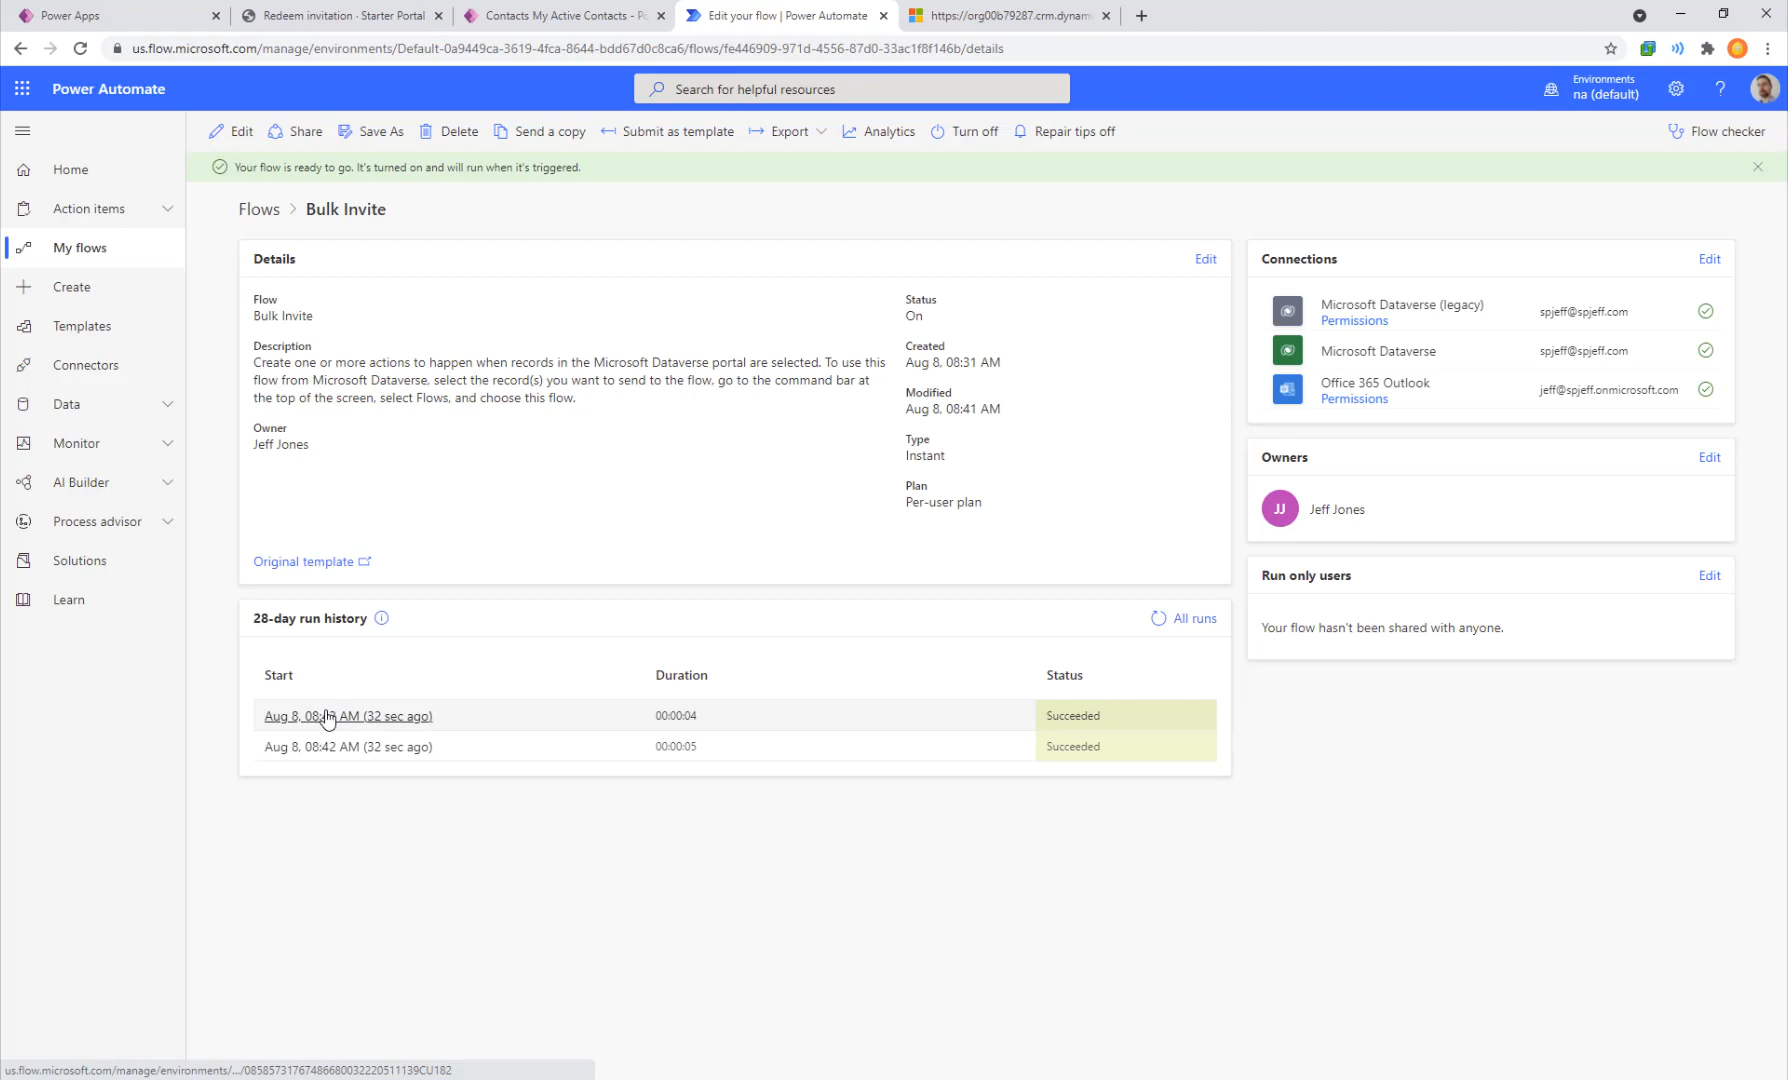 Power Apps
Redeem invitation · Starter Portal
Contacts My Active Contacts - Po
Edit your flow | Power Automate
https://org00b79287.crm.dynam
us.flow.microsoft.com/manage/environments/Default-0a9449ca-3619-4fca-8644-bdd67d0c8ca6/flows/fe446909-971d-4556-87d0-33ac1f8f146b/details
Power Automate
Search for helpful resources
Environments
na (default)
?
Edit
Share
Save As
Delete
Send a copy
Submit as template
Export
Analytics
Turn off
Repair tips off
Flow checker
Your flow is ready to go. It's turned on and will run when it's triggered.
Home
Action items
My flows
Create
Templates
Connectors
Data
Monitor
AI Builder
Process advisor
Solutions
Learn
Flows > Bulk Invite
Details
Edit
Flow
Bulk Invite
Description
Create one or more actions to happen when records in the Microsoft Dataverse portal are selected. To use this
flow from Microsoft Dataverse, select the record(s) you want to send to the flow, go to the command bar at
the top of the screen, select Flows, and choose this flow.
Owner
Jeff Jones
Status
On
Created
Aug 8, 08:31 AM
Modified
Aug 8, 08:41 AM
Type
Instant
Plan
Per-user plan
Original template
28-day run history
All runs
Start Duration Status
Aug 8, AM (32 sec ago) 00:00:04 Succeeded
Aug 8, 08:42 AM (32 sec ago) 00:00:05 Succeeded
Connections
Edit
Microsoft Dataverse (legacy)
Permissions
spjeff@spjeff.com
Microsoft Dataverse
spjeff@spjeff.com
Office 365 Outlook
Permissions
jeff@spjeff.onmicrosoft.com
Owners
Edit
JJ
Jeff Jones
Run only users
Edit
Your flow hasn't been shared with anyone.
us.flow.microsoft.com/manage/environments/.../08585731767486680032220511139CU182